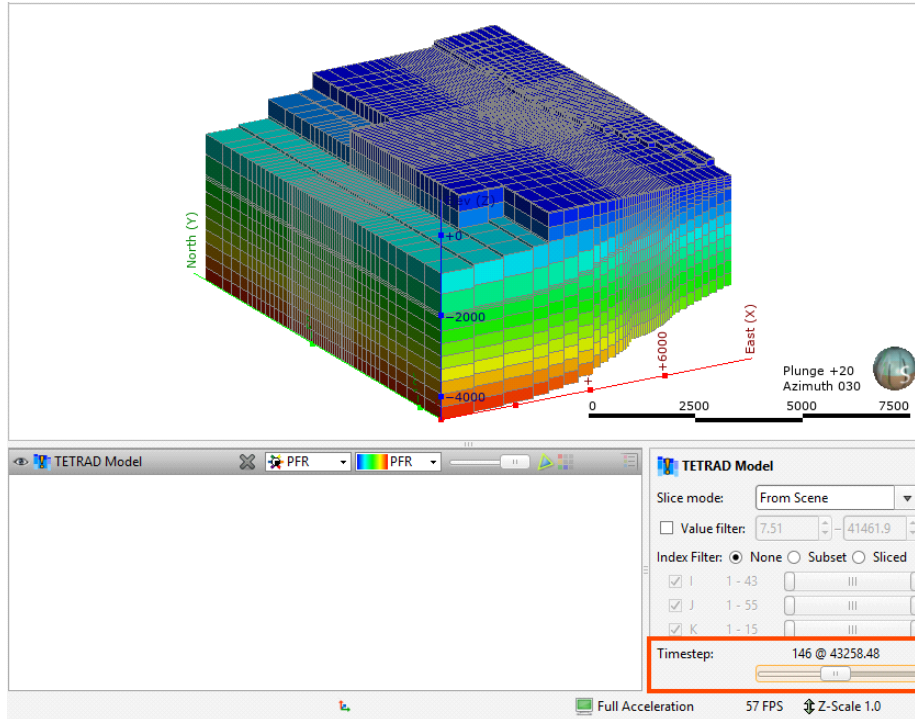 Elev (Z)
+0
North (Y)
-2000
-4000
+
+6000
East (X)
Plunge +20
Azimuth 030
S
0 2500 5000 7500
TETRAD Model PFR PFR
TETRAD Model
Slice mode: From Scene
Value filter: 7.51 – 41461.9
Index Filter: None Subset Sliced
I 1 - 43
J 1 - 55
K 1 - 15
Timestep: 146 @ 43258.48
Full Acceleration 57 FPS Z-Scale 1.0